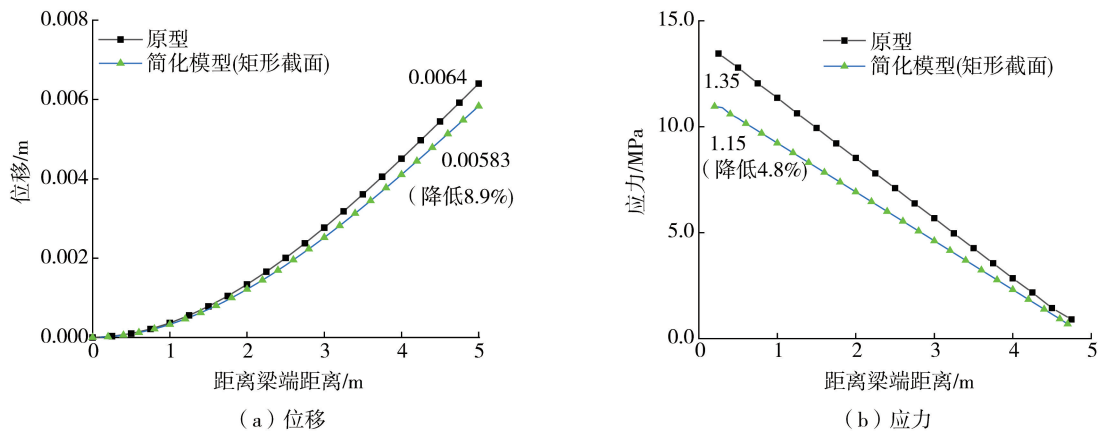 0.008
原型
简化模型(矩形截面)
0.0064
0.006
0.00583
(降低8.9%)
0.004
位移/m
0.002
0.000
0 1 2 3 4 5
距离梁端距离/m
(a)位移
15.0
原型
简化模型(矩形截面)
1.35
10.0
1.15
(降低4.8%)
应力/MPa
5.0
0.0
0 1 2 3 4 5
距离梁端距离/m
(b)应力